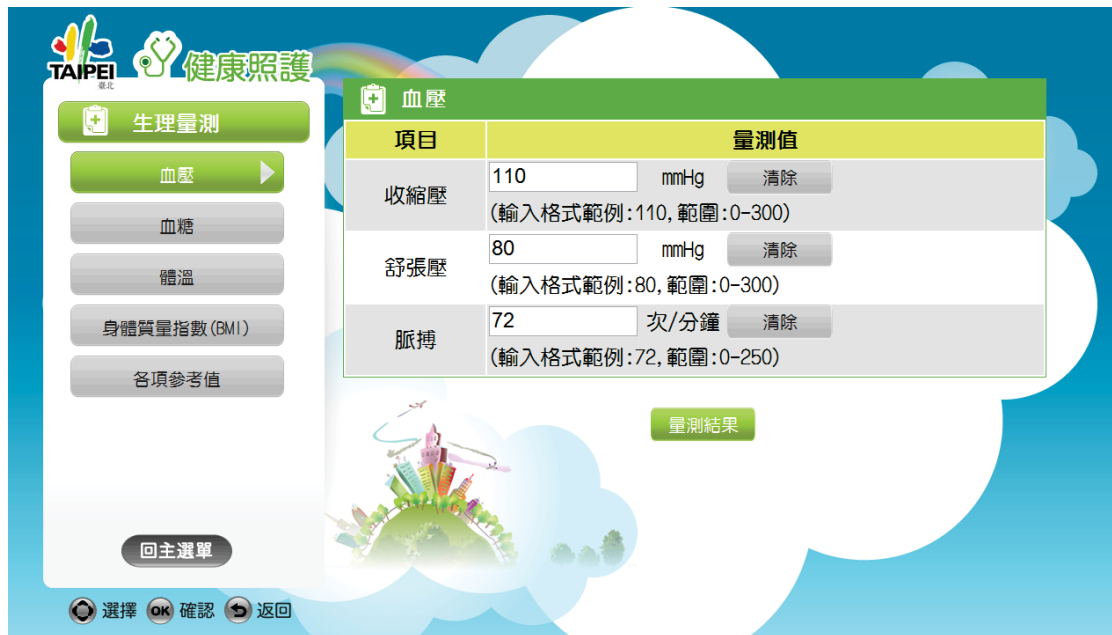 TAIPEI
臺北
健康照護
生理量測
血壓
血糖
體溫
身體質量指數(BMI)
各項參考值
回主選單
選擇 OK 確認 返回
血壓
項目 量測值
收縮壓 110 mmHg 清除
(輸入格式範例:110,範圍:0-300)
舒張壓 80 mmHg 清除
(輸入格式範例:80,範圍:0-300)
脈搏 72 次/分鐘 清除
(輸入格式範例:72,範圍:0-250)
量測結果